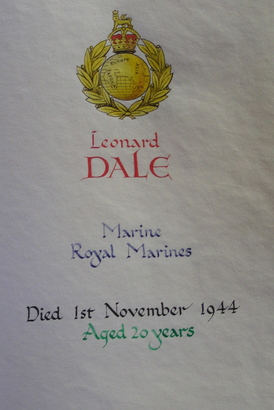 Leonard
DALE
Marine
Royal Marines
Died 1st November 1944
Aged 20 years